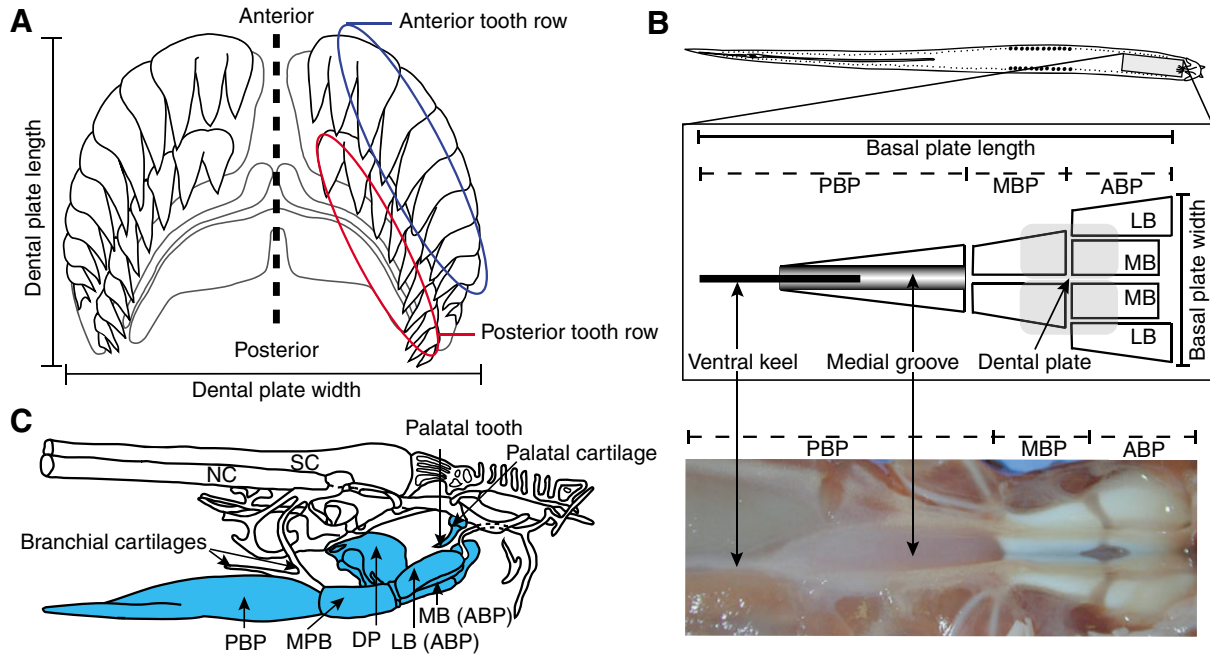 A
Anterior
Anterior tooth row
Dental plate length
Posterior tooth row
Posterior
Dental plate width
B
Basal plate length
PBP
MBP
ABP
LB
MB
MB
LB
Basal plate width
Ventral keel
Medial groove
Dental plate
PBP
MBP
ABP
C
Palatal tooth
Palatal cartilage
SC
NC
Branchial cartilages
PBP
MPB
DP
LB (ABP)
MB (ABP)